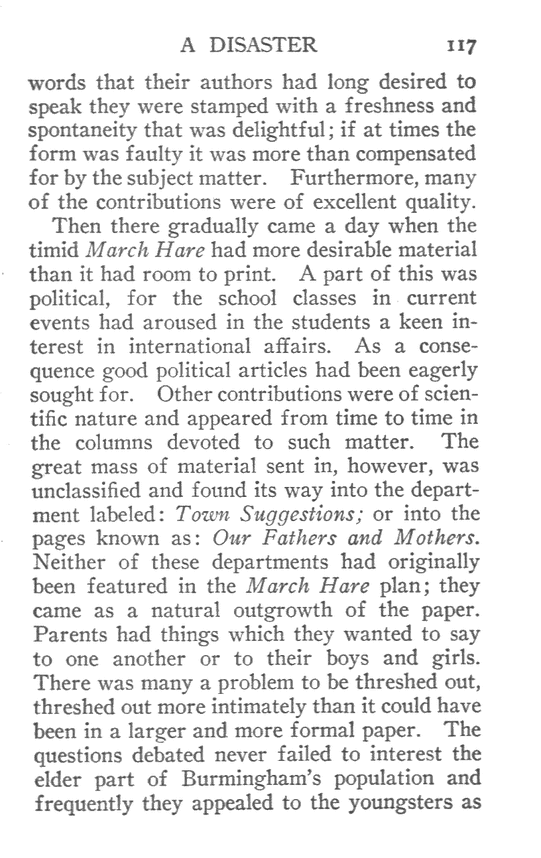 A DISASTER 117
words that their authors had long desired to
speak they were stamped with a freshness and
spontaneity that was delightful; if at times the
form was faulty it was more than compensated
for by the subject matter. Furthermore, many
of the contributions were of excellent quality.
Then there gradually came a day when the
timid March Hare had more desirable material
than it had room to print. A part of this was
political, for the school classes in current
events had aroused in the students a keen in-
terest in international affairs. As a conse-
quence good political articles had been eagerly
sought for. Other contributions were of scien-
tific nature and appeared from time to time in
the columns devoted to such matter. The
great mass of material sent in, however, was
unclassified and found its way into the depart-
ment labeled: Town Suggestions; or into the
pages known as: Our Fathers and Mothers.
Neither of these departments had originally
been featured in the March Hare plan; they
came as a natural outgrowth of the paper.
Parents had things which they wanted to say
to one another or to their boys and girls.
There was many a problem to be threshed out,
threshed out more intimately than it could have
been in a larger and more formal paper. The
questions debated never failed to interest the
elder part of Burmingham's population and
frequently they appealed to the youngsters as